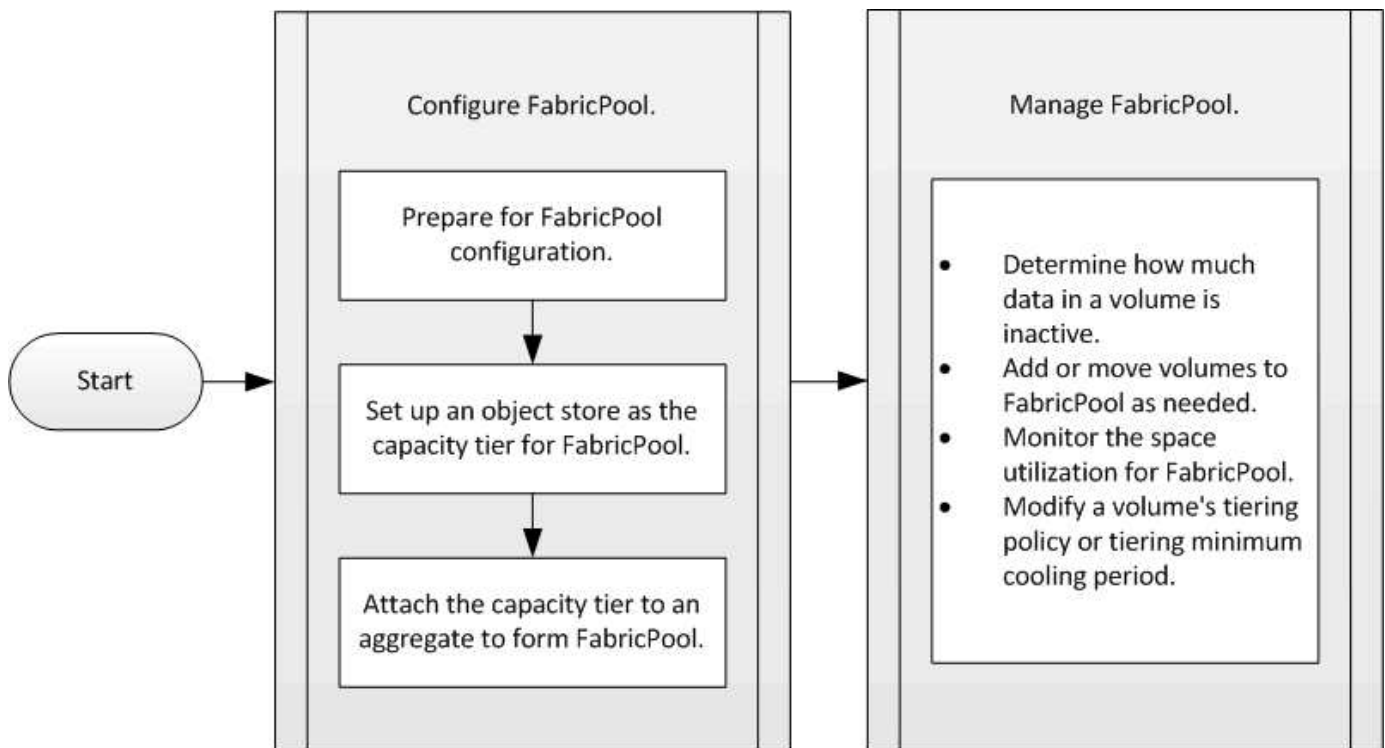 Start
Configure FabricPool.
Prepare for FabricPool
configuration.
Set up an object store as the
capacity tier for FabricPool.
Attach the capacity tier to an
aggregate to form FabricPool.
Manage FabricPool.
• Determine how much
data in a volume is
inactive.
• Add or move volumes to
FabricPool as needed.
• Monitor the space
utilization for FabricPool.
• Modify a volume's tiering
policy or tiering minimum
cooling period.